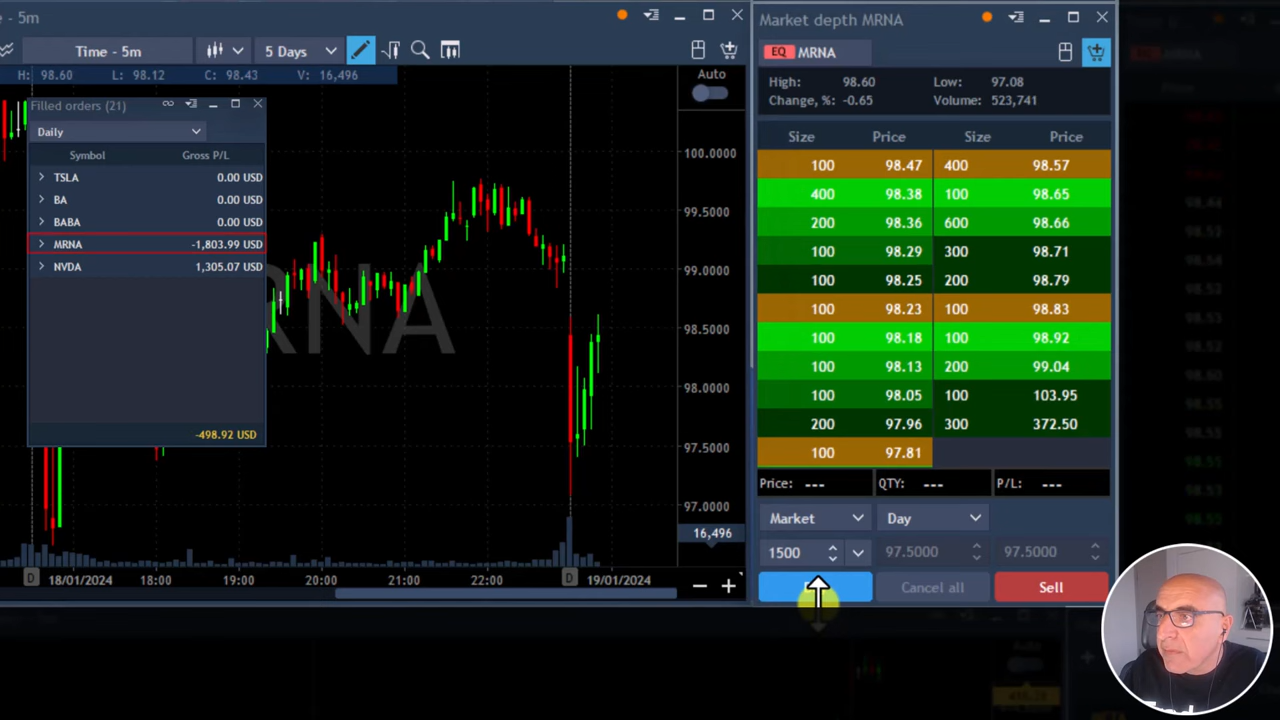 - 5m
Time - 5m
5 Days
H: 98.60 L: 98.12 C: 98.43 V: 16,496
Auto
Filled orders (21)
Daily
Symbol Gross P/L
TSLA 0.00 USD
BA 0.00 USD
BABA 0.00 USD
MRNA -1,803.99 USD
NVDA 1,305.07 USD
-498.92 USD
RNA
100.0000
99.5000
99.0000
98.5000
98.0000
97.5000
97.0000
16,496
D 18/01/2024 18:00 19:00 20:00 21:00 22:00 D 19/01/2024
Market depth MRNA
EQ MRNA
High: 98.60 Low: 97.08
Change, %: -0.65 Volume: 523,741
Size Price Size Price
100 98.47 400 98.57
400 98.38 100 98.65
200 98.36 600 98.66
100 98.29 300 98.71
100 98.25 200 98.79
100 98.23 100 98.83
100 98.18 100 98.92
100 98.13 200 99.04
100 98.05 100 103.95
200 97.96 300 372.50
100 97.81
Price: --- QTY: --- P/L: ---
Market Day
1500 97.5000 97.5000
Cancel all Sell
Auto